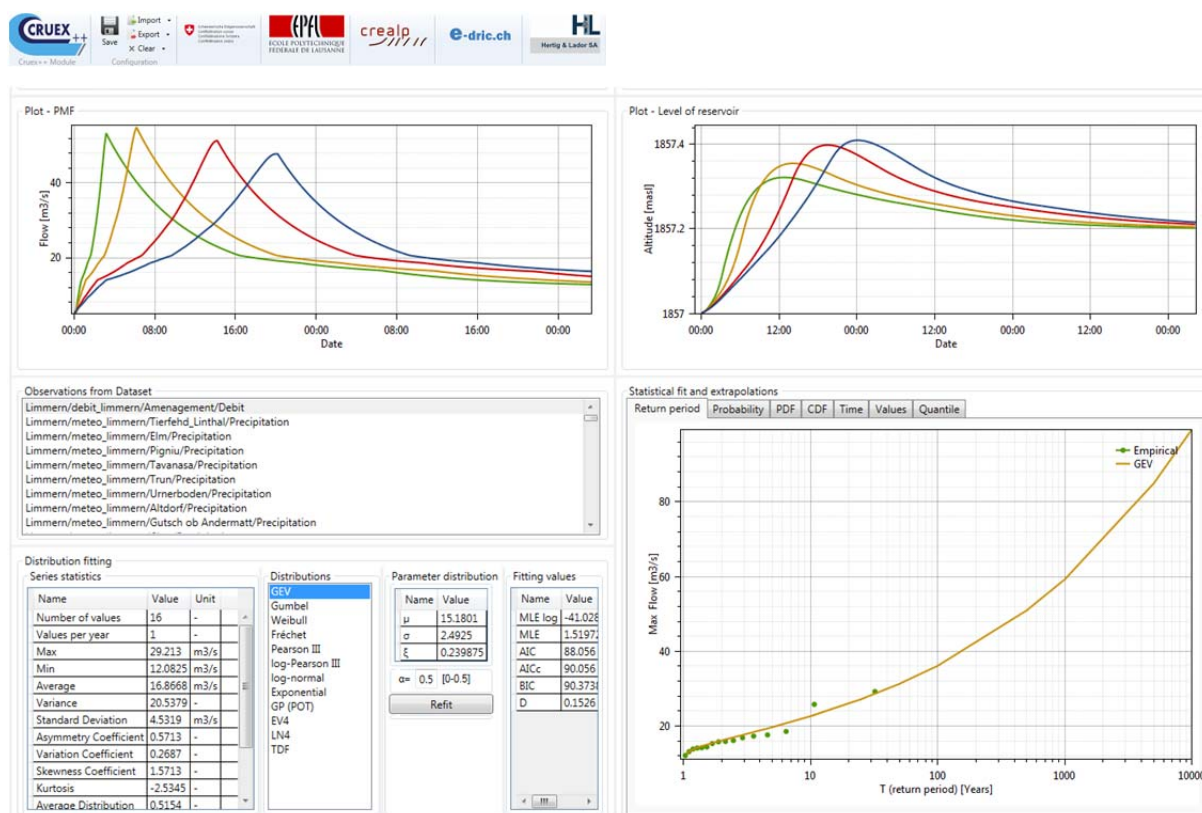 CRUEX ++
Save
Import
Export
Clear
Cruex++ Module
Configuration
Schweizerische Eidgenossenschaft
Confédération suisse
Confederazione Svizzera
Confederaziun svizra
EPFL
ECOLE POLYTECHNIQUE
FEDERALE DE LAUSANNE
crealp
e-dric.ch
HL
Hertig & Lador SA
Plot - PMF
Flow [m3/s]
40
20
00:00 08:00 16:00 00:00 08:00 16:00 00:00
Date
Plot - Level of reservoir
Altitude [masl]
1857.4
1857.2
1857
00:00 12:00 00:00 12:00 00:00 12:00 00:00
Date
Observations from Dataset
Limmern/debit_limmern/Amenagement/Debit
Limmern/meteo_limmern/Tierfehd_Linthal/Precipitation
Limmern/meteo_limmern/Elm/Precipitation
Limmern/meteo_limmern/Pigniu/Precipitation
Limmern/meteo_limmern/Tavanasa/Precipitation
Limmern/meteo_limmern/Trun/Precipitation
Limmern/meteo_limmern/Urnerboden/Precipitation
Limmern/meteo_limmern/Altdorf/Precipitation
Limmern/meteo_limmern/Gutsch ob Andermatt/Precipitation
Distribution fitting
Series statistics
Name Value Unit
Number of values 16 -
Values per year 1 -
Max 29.213 m3/s
Min 12.0825 m3/s
Average 16.8668 m3/s
Variance 20.5379 -
Standard Deviation 4.5319 m3/s
Asymmetry Coefficient 0.5713 -
Variation Coefficient 0.2687 -
Skewness Coefficient 1.5713 -
Kurtosis -2.5345 -
Average Distribution 0.5154 -
Distributions
GEV
Gumbel
Weibull
Fréchet
Pearson III
log-Pearson III
log-normal
Exponential
GP (POT)
EV4
LN4
TDF
Parameter distribution
Name Value
μ 15.1801
σ 2.4925
ξ 0.239875
α= 0.5 [0-0.5]
Refit
Fitting values
Name Value
MLE log -41.028
MLE 1.5197
AIC 88.056
AICc 90.056
BIC 90.373
D 0.1526
Statistical fit and extrapolations
Return period Probability PDF CDF Time Values Quantile
Empirical
GEV
Max Flow [m3/s]
80
60
40
20
1 10 100 1000 10000
T (return period) [Years]